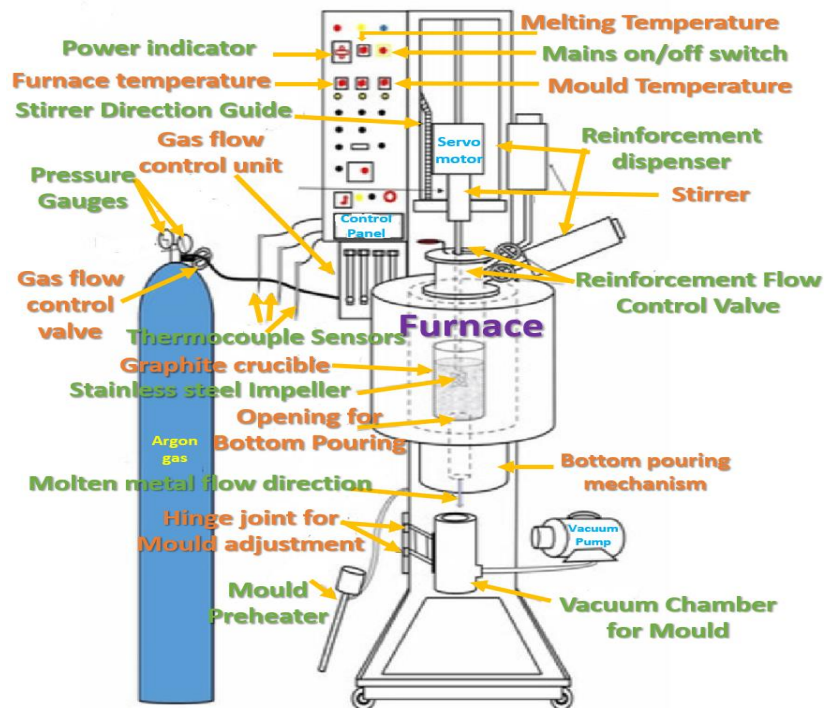 Melting Temperature
Power indicator
Mains on/off switch
Furnace temperature
Mould Temperature
Stirrer Direction Guide
Gas flow
control unit
Servo
motor
Reinforcement
dispenser
Pressure
Gauges
Stirrer
Control
Panel
Gas flow
control
valve
Reinforcement Flow
Control Valve
Furnace
Thermocouple Sensors
Graphite crucible
Stainless steel Impeller
Opening for
Bottom Pouring
Argon
gas
Bottom pouring
mechanism
Molten metal flow direction
Hinge joint for
Mould adjustment
Vacuum
Pump
Mould
Preheater
Vacuum Chamber
for Mould